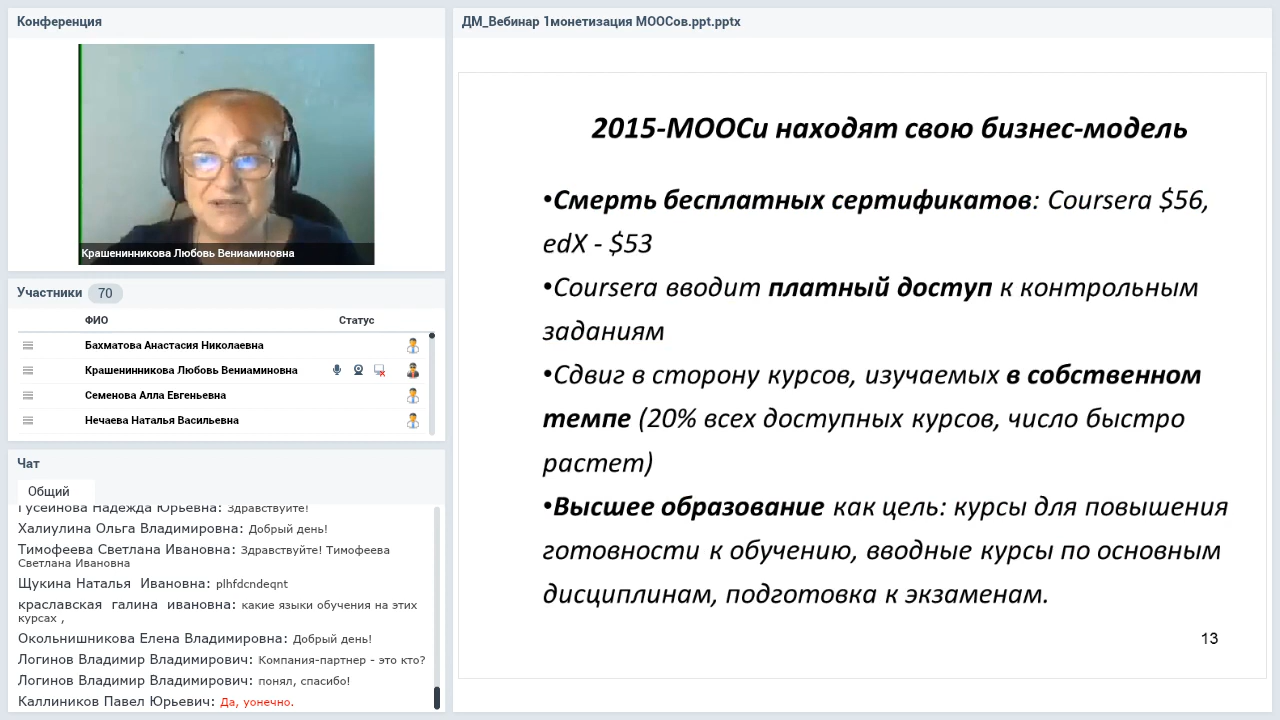 Конференция
Крашенинникова Любовь Вениаминовна
Участники 70
ФИО Статус
Бахматова Анастасия Николаевна
Крашенинникова Любовь Вениаминовна
Семенова Алла Евгеньевна
Нечаева Наталья Васильевна
Чат
Общий
Гусейнова Надежда Юрьевна: Здравствуйте!
Халиулина Ольга Владимировна: Добрый день!
Тимофеева Светлана Ивановна: Здравствуйте! Тимофеева
Светлана Ивановна
Щукина Наталья Ивановна: plhfdcndeqnt
краславская галина ивановна: какие языки обучения на этих
курсах ,
Окольнишникова Елена Владимировна: Добрый день!
Логинов Владимир Владимирович: Компания-партнер - это кто?
Логинов Владимир Владимирович: понял, спасибо!
Каллиников Павел Юрьевич: Да, уонечно.
ДМ_Вебинар 1монетизация МООСов.ppt.pptx
2015-МООСи находят свою бизнес-модель
•Смерть бесплатных сертификатов: Coursera $56,
edX - $53
•Coursera вводит платный доступ к контрольным
заданиям
•Сдвиг в сторону курсов, изучаемых в собственном
темпе (20% всех доступных курсов, число быстро
растет)
•Высшее образование как цель: курсы для повышения
готовности к обучению, вводные курсы по основным
дисциплинам, подготовка к экзаменам.
13